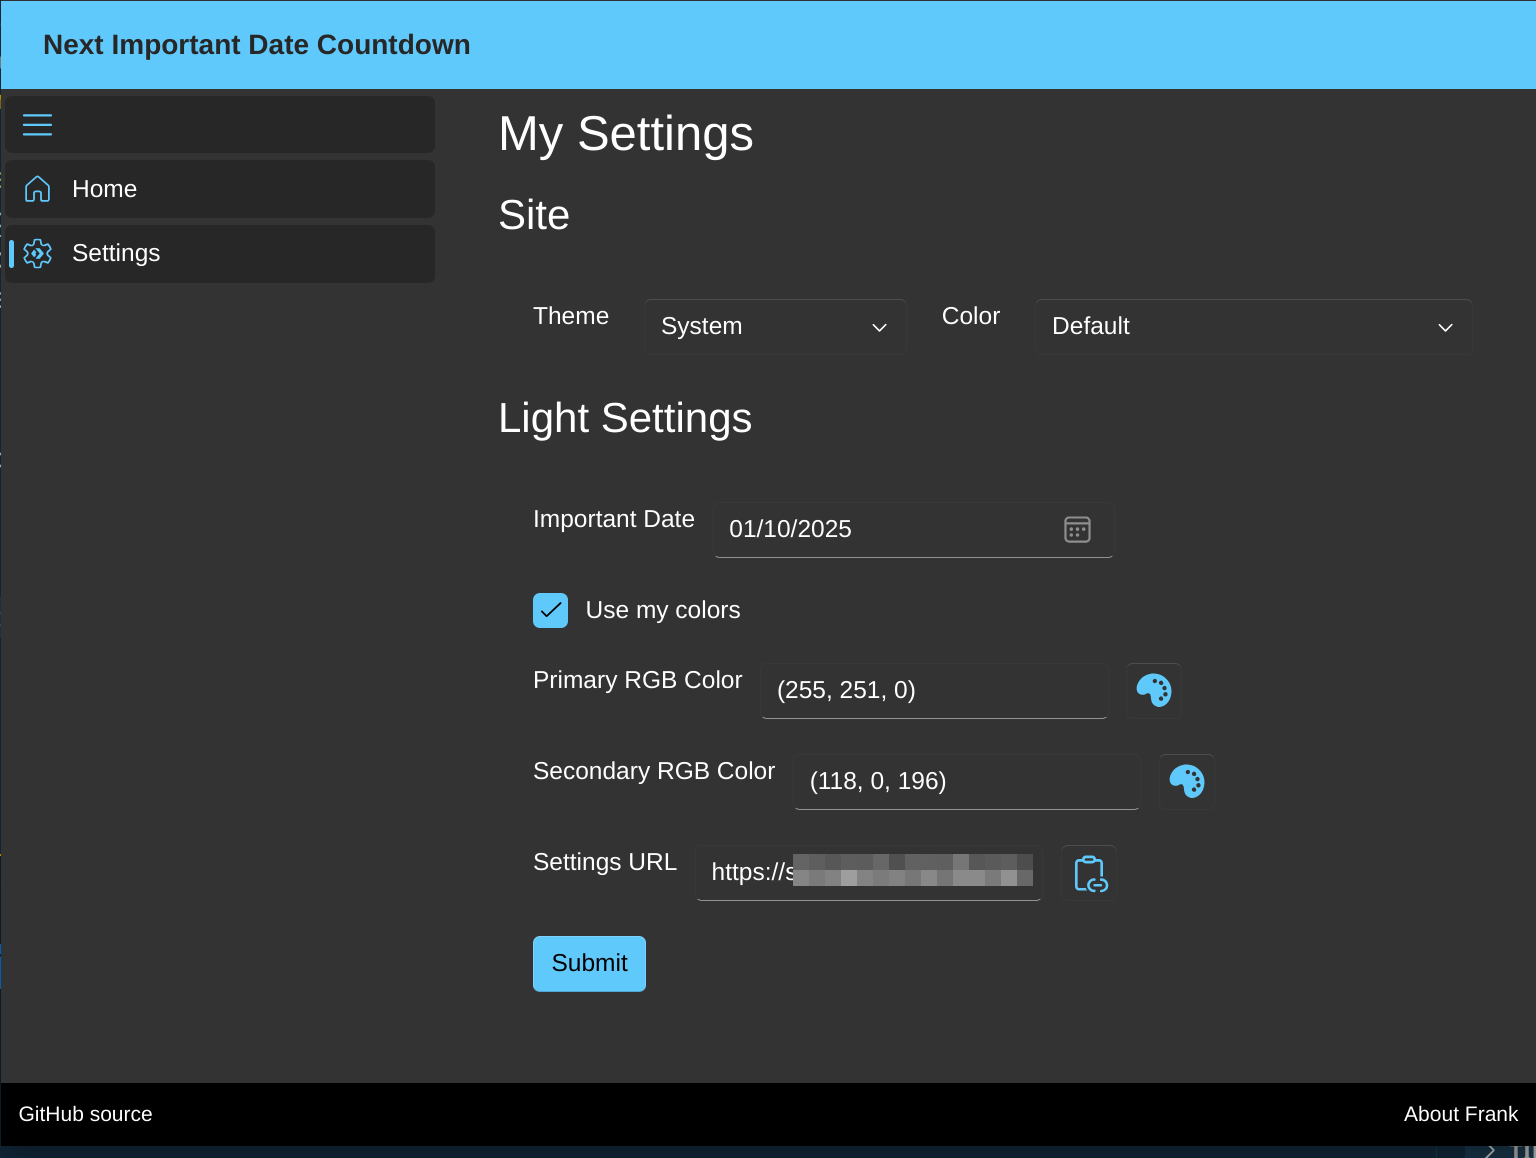 Next Important Date Countdown
Home
Settings
My Settings
Site
Theme System Color Default
Light Settings
Important Date 01/10/2025
Use my colors
Primary RGB Color (255, 251, 0)
Secondary RGB Color (118, 0, 196)
Settings URL https://s
Submit
GitHub source About Frank